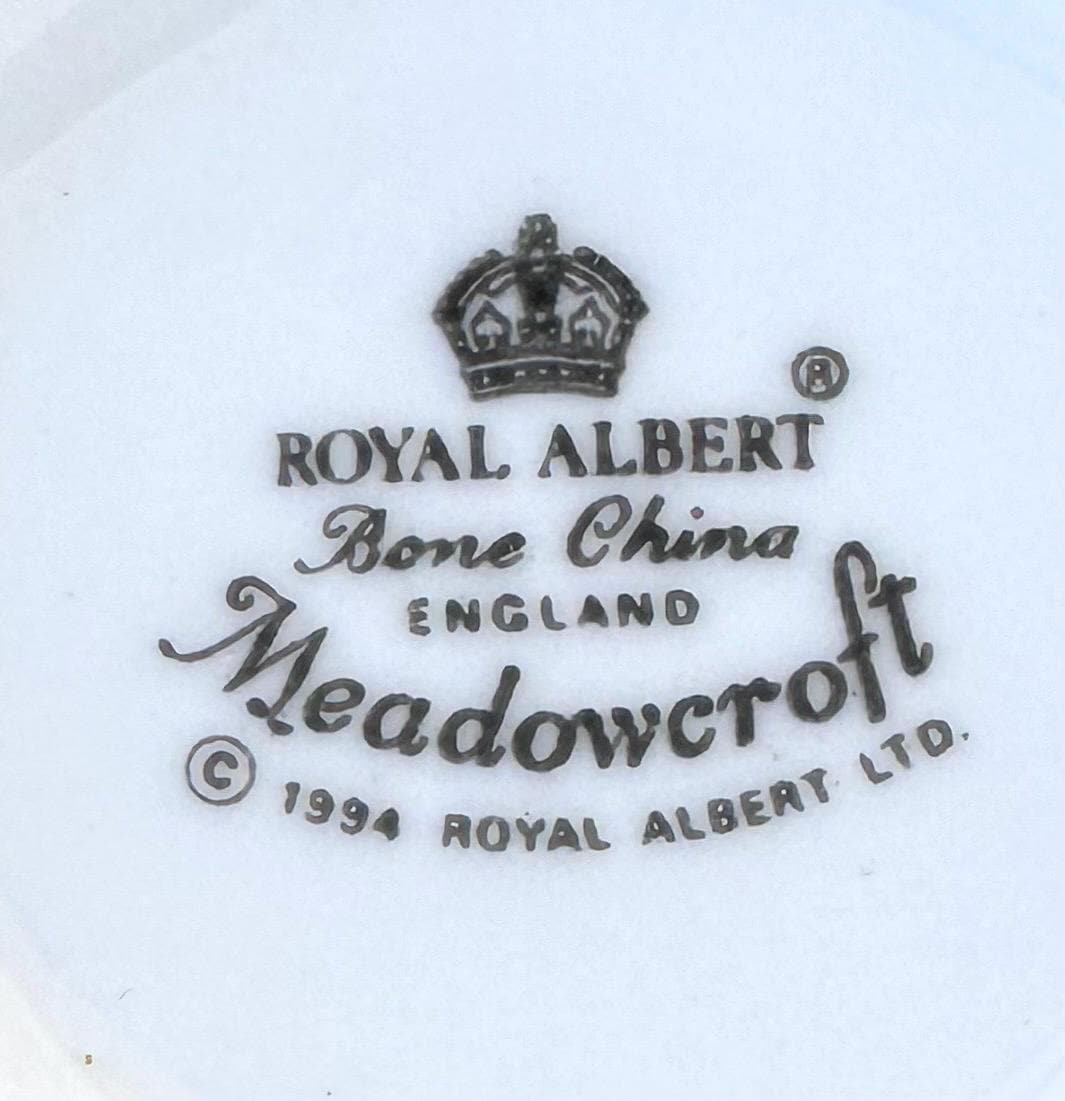 ®
ROYAL ALBERT
Bone China
ENGLAND
Meadowcroft
© 1994 ROYAL ALBERT LTD.